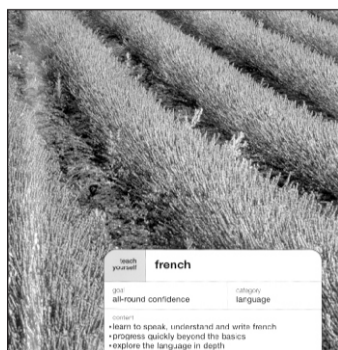 teach
yourself
french
goal
all-round confidence
category
language
content
•learn to speak, understand and write french
•progress quickly beyond the basics
•explore the language in depth